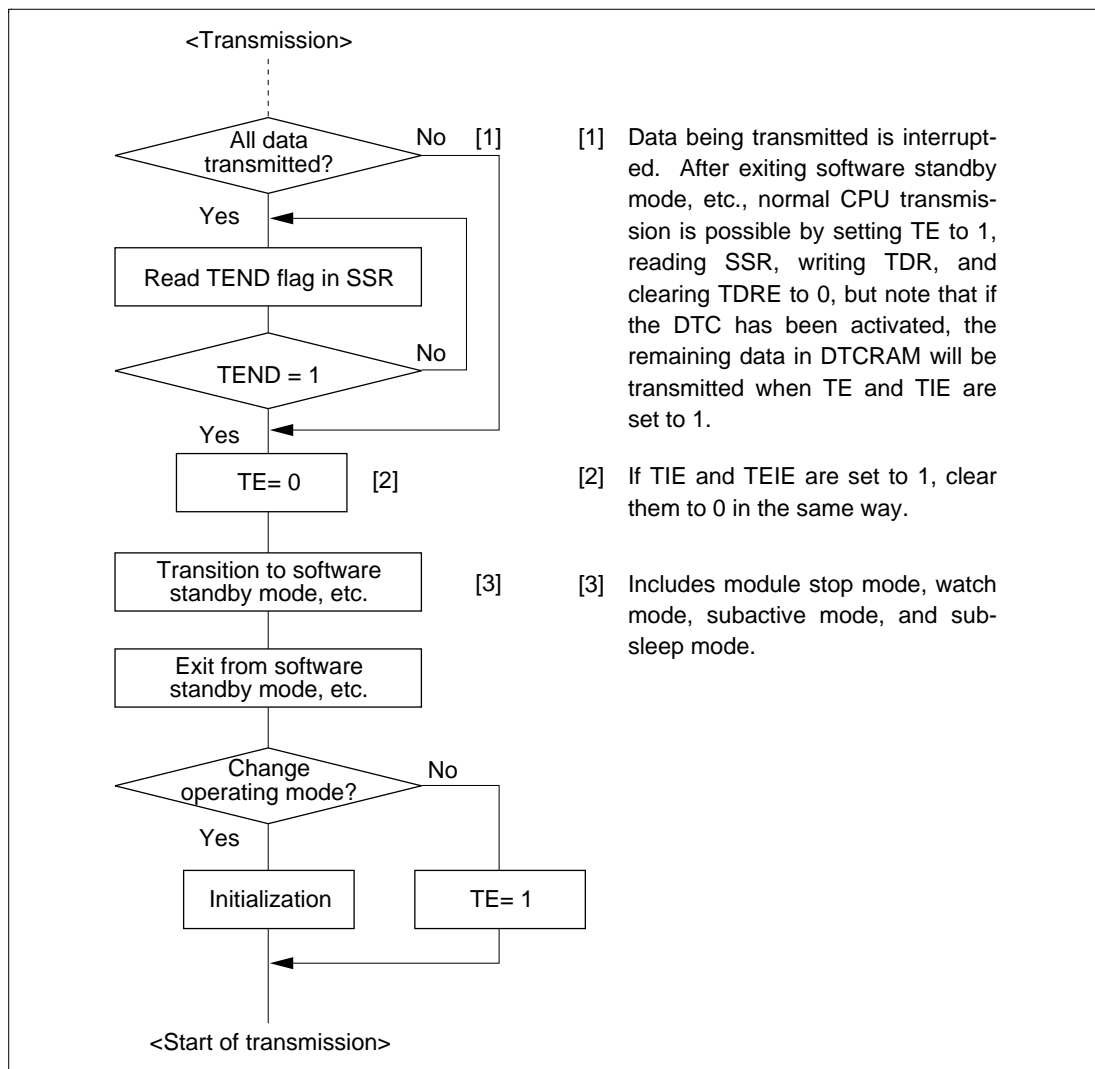 <Transmission>
All data
transmitted?
No
[1]
Yes
Read TEND flag in SSR
TEND = 1
No
Yes
TE= 0
[2]
Transition to software
standby mode, etc.
[3]
Exit from software
standby mode, etc.
Change
operating mode?
No
Yes
Initialization
TE= 1
<Start of transmission>
[1] Data being transmitted is interrupt-
ed. After exiting software standby
mode, etc., normal CPU transmis-
sion is possible by setting TE to 1,
reading SSR, writing TDR, and
clearing TDRE to 0, but note that if
the DTC has been activated, the
remaining data in DTCRAM will be
transmitted when TE and TIE are
set to 1.
[2] If TIE and TEIE are set to 1, clear
them to 0 in the same way.
[3] Includes module stop mode, watch
mode, subactive mode, and sub-
sleep mode.